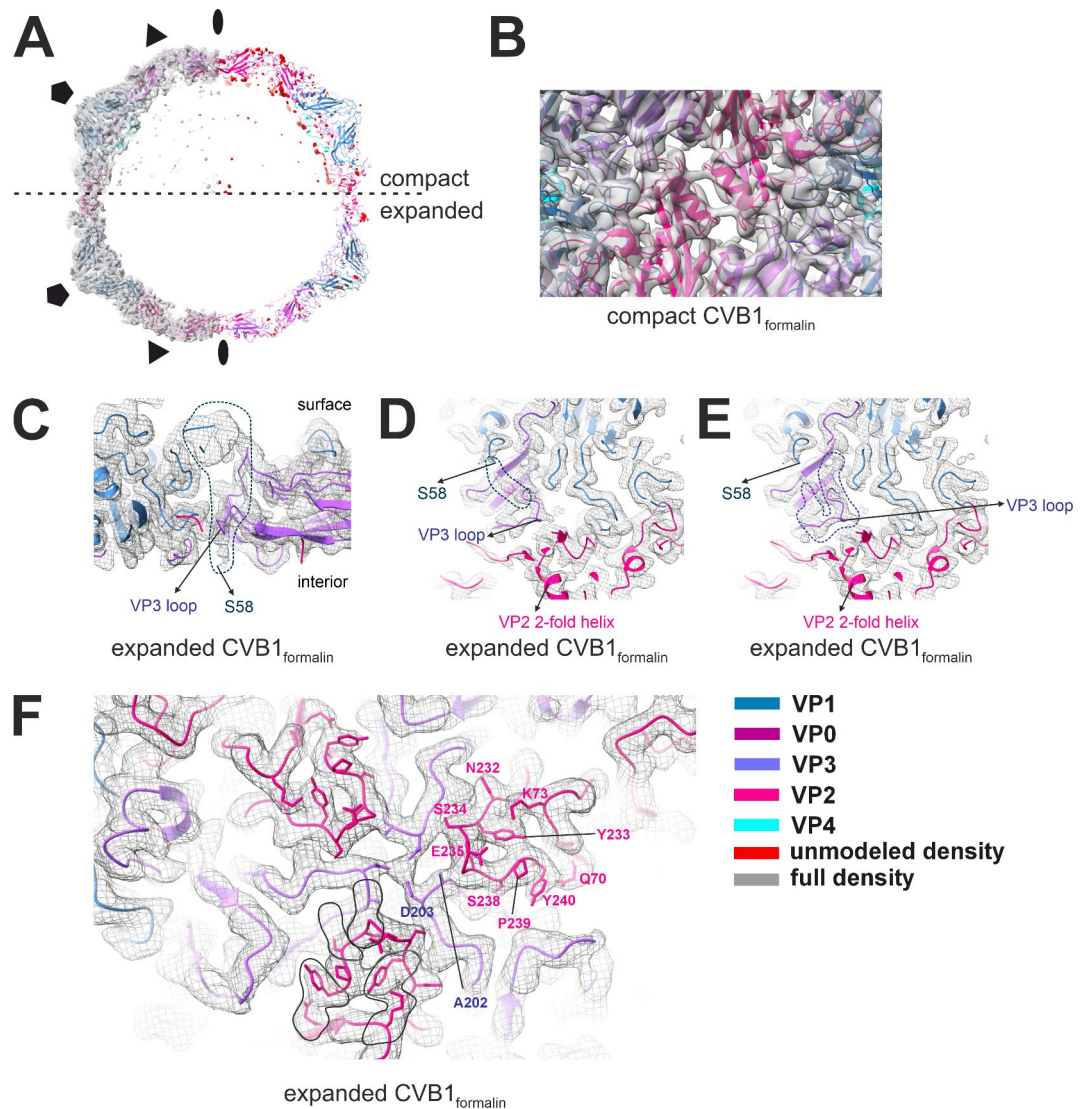 A
compact
expanded
B
compact CVB1formalin
C
surface
interior
VP3 loop
S58
expanded CVB1formalin
D
S58
VP3 loop
VP2 2-fold helix
expanded CVB1formalin
E
S58
VP3 loop
VP2 2-fold helix
expanded CVB1formalin
F
N232
K73
S234
Y233
E235
Q70
S238
Y240
P239
D203
A202
expanded CVB1formalin
VP1
VP0
VP3
VP2
VP4
unmodeled density
full density